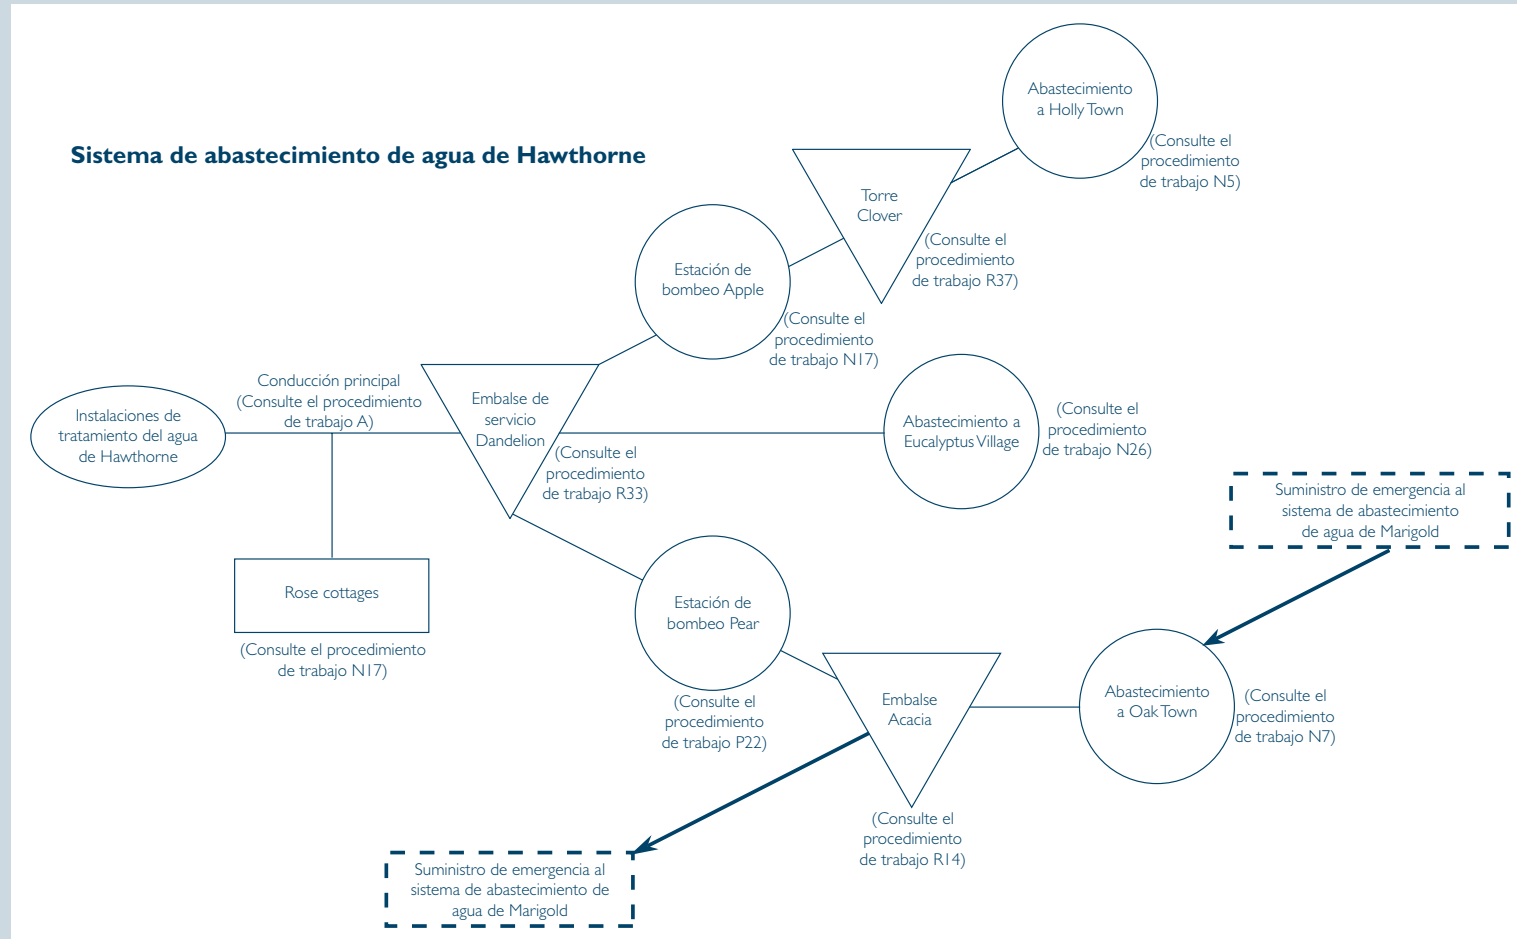 Sistema de abastecimiento de agua de Hawthorne
Abastecimiento
a Holly Town
(Consulte el
procedimiento
de trabajo N5)
Torre
Clover
(Consulte el
procedimiento
de trabajo R37)
Estación de
bombeo Apple
(Consulte el
procedimiento
de trabajo N17)
Conducción principal
(Consulte el procedimiento
de trabajo A)
Instalaciones de
tratamiento del agua
de Hawthorne
Embalse de
servicio
Dandelion
(Consulte el
procedimiento
de trabajo R33)
Abastecimiento a
Eucalyptus Village
(Consulte el
procedimiento
de trabajo N26)
Suministro de emergencia al
sistema de abastecimiento
de agua de Marigold
Rose cottages
(Consulte el procedimiento
de trabajo N17)
Estación de
bombeo Pear
(Consulte el
procedimiento
de trabajo P22)
Embalse
Acacia
(Consulte el
procedimiento
de trabajo R14)
Abastecimiento
a Oak Town
(Consulte el
procedimiento
de trabajo N7)
Suministro de emergencia al
sistema de abastecimiento de
agua de Marigold